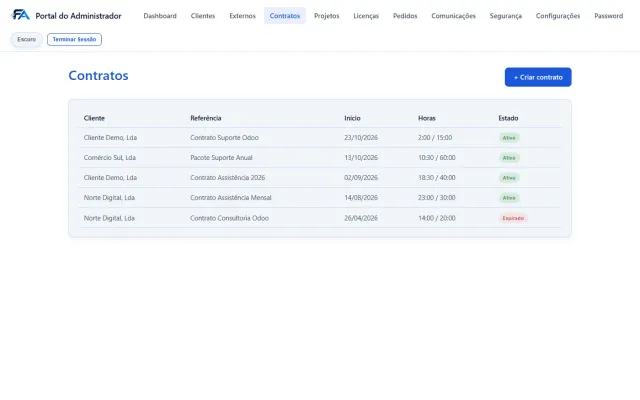 FA Portal do Administrador Dashboard Clientes Externos Contratos Projetos Licenças Pedidos Comunicações Segurança Configurações Password
Escuro Terminar Sessão
Contratos
+ Criar contrato
Cliente Referência Início Horas Estado
Cliente Demo, Lda Contrato Suporte Odoo 23/10/2026 2:00 / 15:00 Ativo
Comércio Sul, Lda Pacote Suporte Anual 13/10/2026 10:30 / 60:00 Ativo
Cliente Demo, Lda Contrato Assistência 2026 02/09/2026 18:30 / 40:00 Ativo
Norte Digital, Lda Contrato Assistência Mensal 14/08/2026 23:00 / 30:00 Ativo
Norte Digital, Lda Contrato Consultoria Odoo 26/04/2026 14:00 / 20:00 Expirado